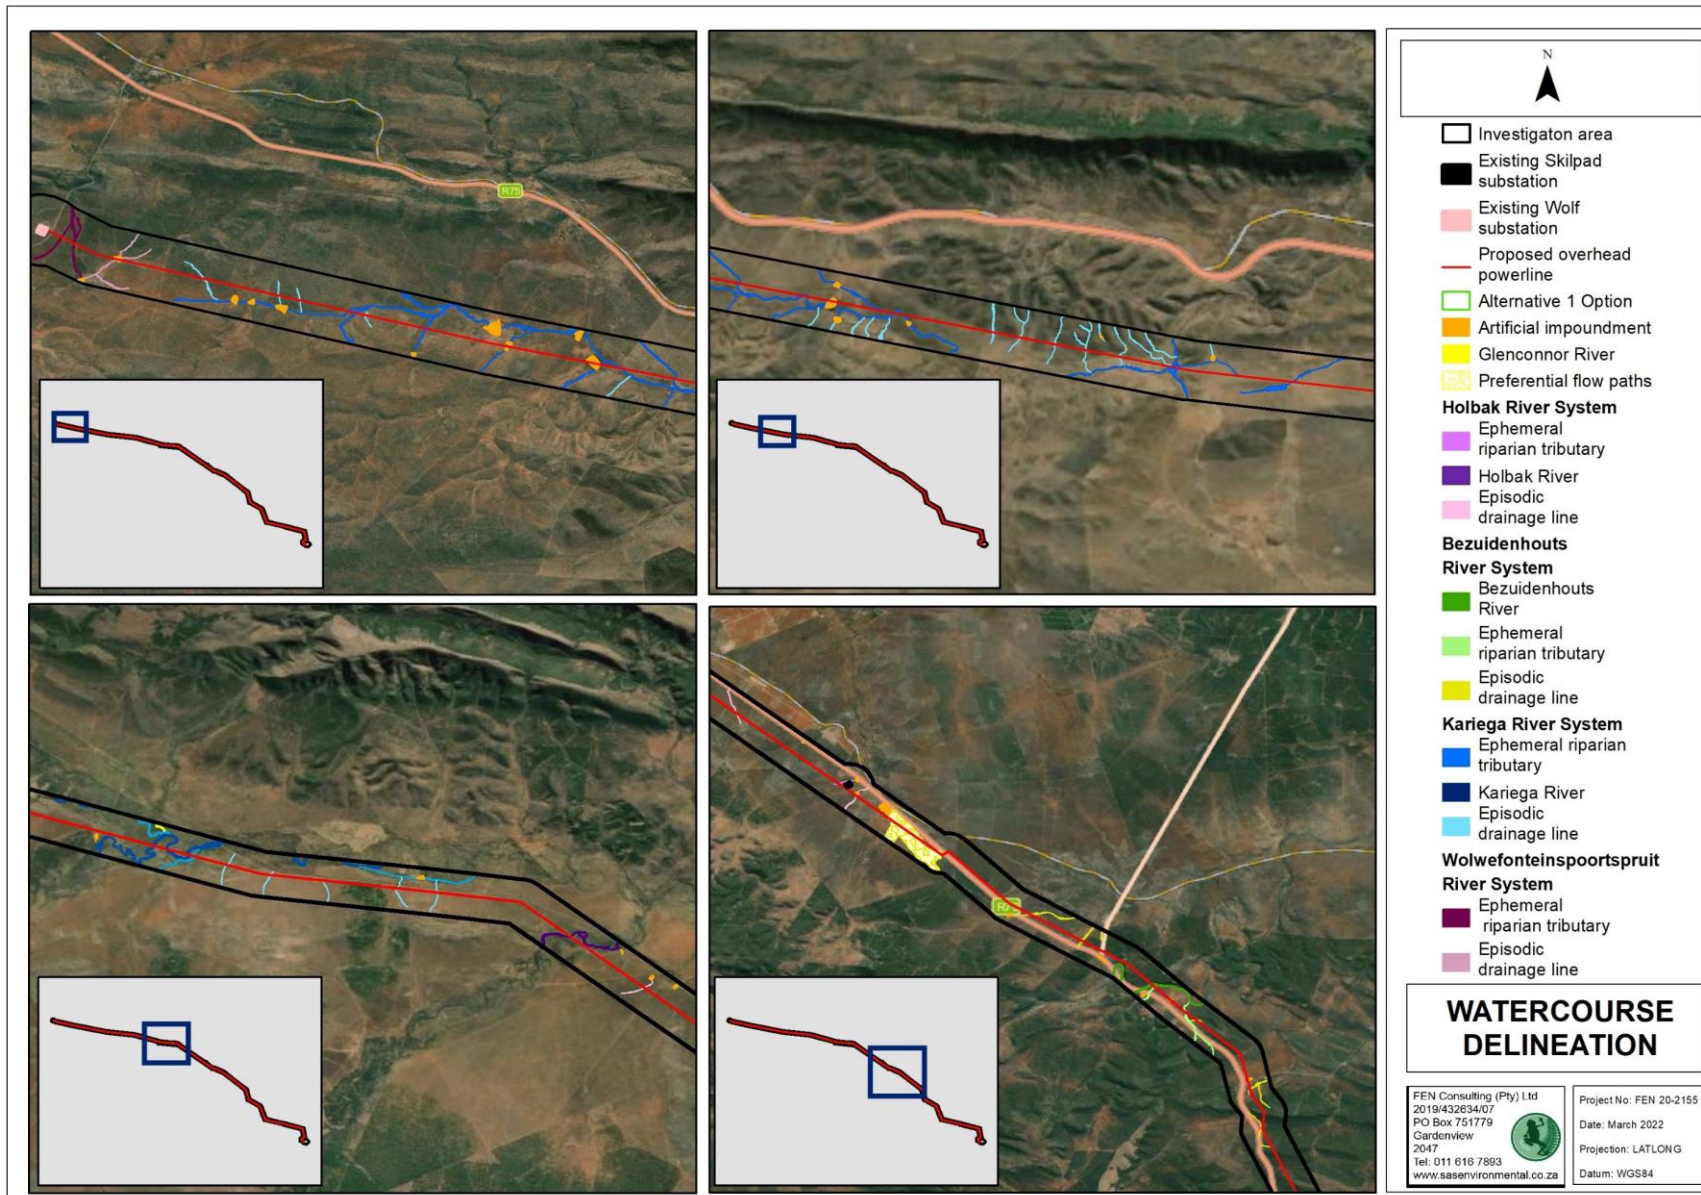 R75
N
Investigaton area
Existing Skilpad
substation
Existing Wolf
substation
Proposed overhead
powerline
Alternative 1 Option
Artificial impoundment
Glenconnor River
Preferential flow paths
Holbak River System
Ephemeral
riparian tributary
Holbak River
Episodic
drainage line
Bezuidenhouts
River System
Bezuidenhouts
River
Ephemeral
riparian tributary
Episodic
drainage line
Kariega River System
Ephemeral riparian
tributary
Kariega River
Episodic
drainage line
Wolwefonteinspoortspruit
River System
Ephemeral
riparian tributary
Episodic
drainage line
WATERCOURSE
DELINEATION
FEN Consulting (Pty) Ltd
2019/432634/07
PO Box 751779
Gardenview
2047
Tel: 011 616 7893
www.sasenvironmental.co.za
Project No: FEN 20-2155
Date: March 2022
Projection: LATLONG
Datum: WGS84